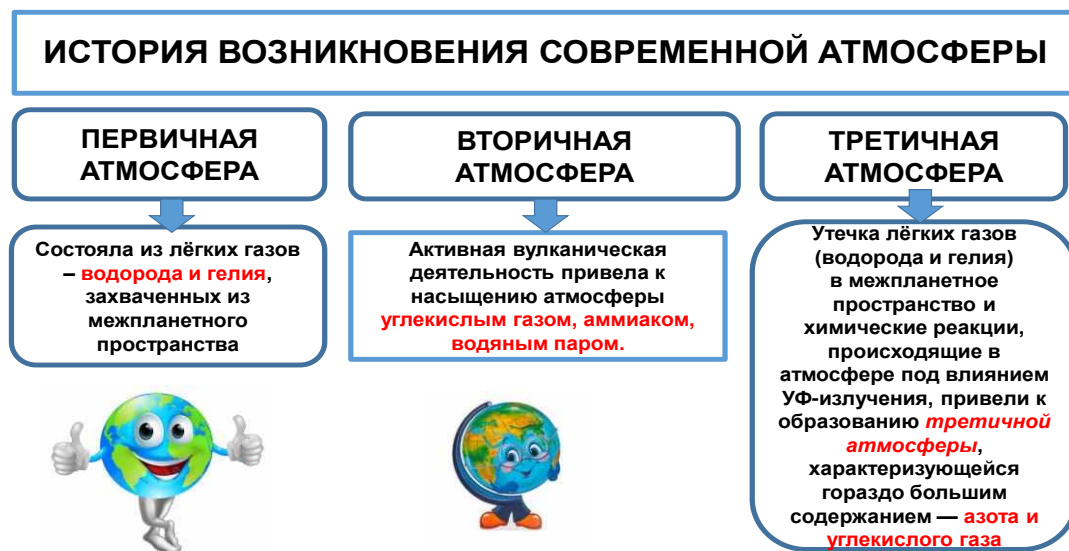 ИСТОРИЯ ВОЗНИКНОВЕНИЯ СОВРЕМЕННОЙ АТМОСФЕРЫ
ПЕРВИЧНАЯ
АТМОСФЕРА
Состояла из лёгких газов
– водорода и гелия,
захваченных из
межпланетного
пространства
ВТОРИЧНАЯ
АТМОСФЕРА
Активная вулканическая
деятельность привела к
насыщению атмосферы
углекислым газом, аммиаком,
водяным паром.
ТРЕТИЧНАЯ
АТМОСФЕРА
Утечка лёгких газов
(водорода и гелия)
в межпланетное
пространство и
химические реакции,
происходящие в
атмосфере под влиянием
УФ-излучения, привели к
образованию третичной
атмосферы,
характеризующейся
гораздо большим
содержанием — азота и
углекислого газа